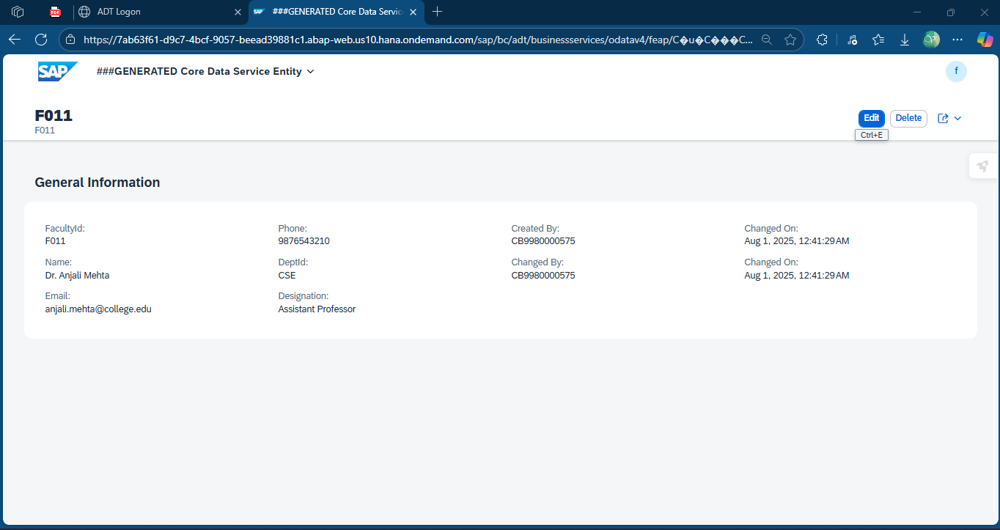 PDF
ADT Logon
SAP
###GENERATED Core Data Servic
https://7ab63f61-d9c7-4bcf-9057-beead39881c1.abap-web.us10.hana.ondemand.com/sap/bc/adt/businessservices/odatav4/feap/C�u�C���C...
SAP
###GENERATED Core Data Service Entity
f
F011
F011
Edit
Delete
Ctrl+E
General Information
FacultyId:
F011
Name:
Dr. Anjali Mehta
Email:
anjali.mehta@college.edu
Phone:
9876543210
DeptId:
CSE
Designation:
Assistant Professor
Created By:
CB9980000575
Changed By:
CB9980000575
Changed On:
Aug 1, 2025, 12:41:29 AM
Changed On:
Aug 1, 2025, 12:41:29 AM